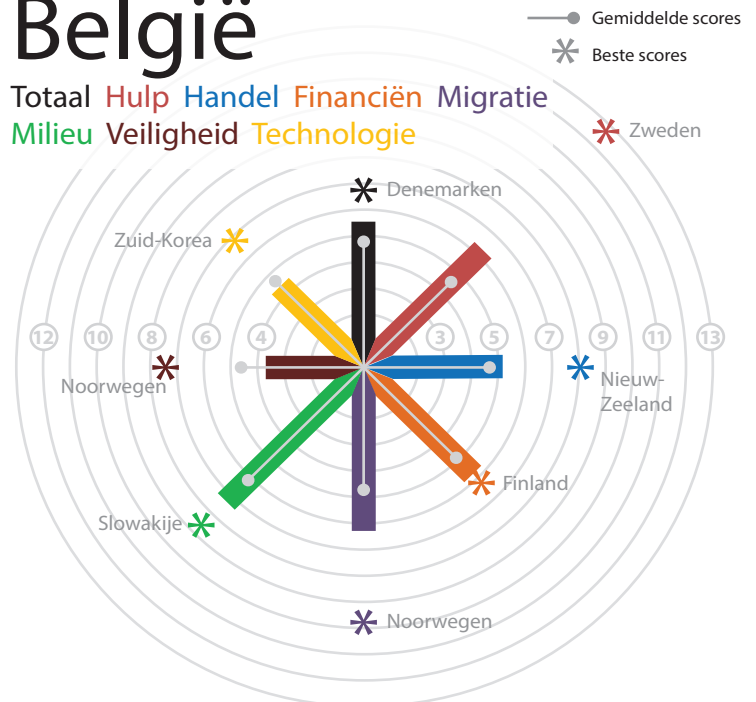 België
Gemiddelde scores
Beste scores
Totaal Hulp Handel Financiën Migratie
Milieu Veiligheid Technologie
Zweden
Denemarken
Zuid-Korea
12 10 8 6 4 3 5 7 9 11 13
Noorwegen
Nieuw-
Zeeland
Finland
Slowakije
Noorwegen